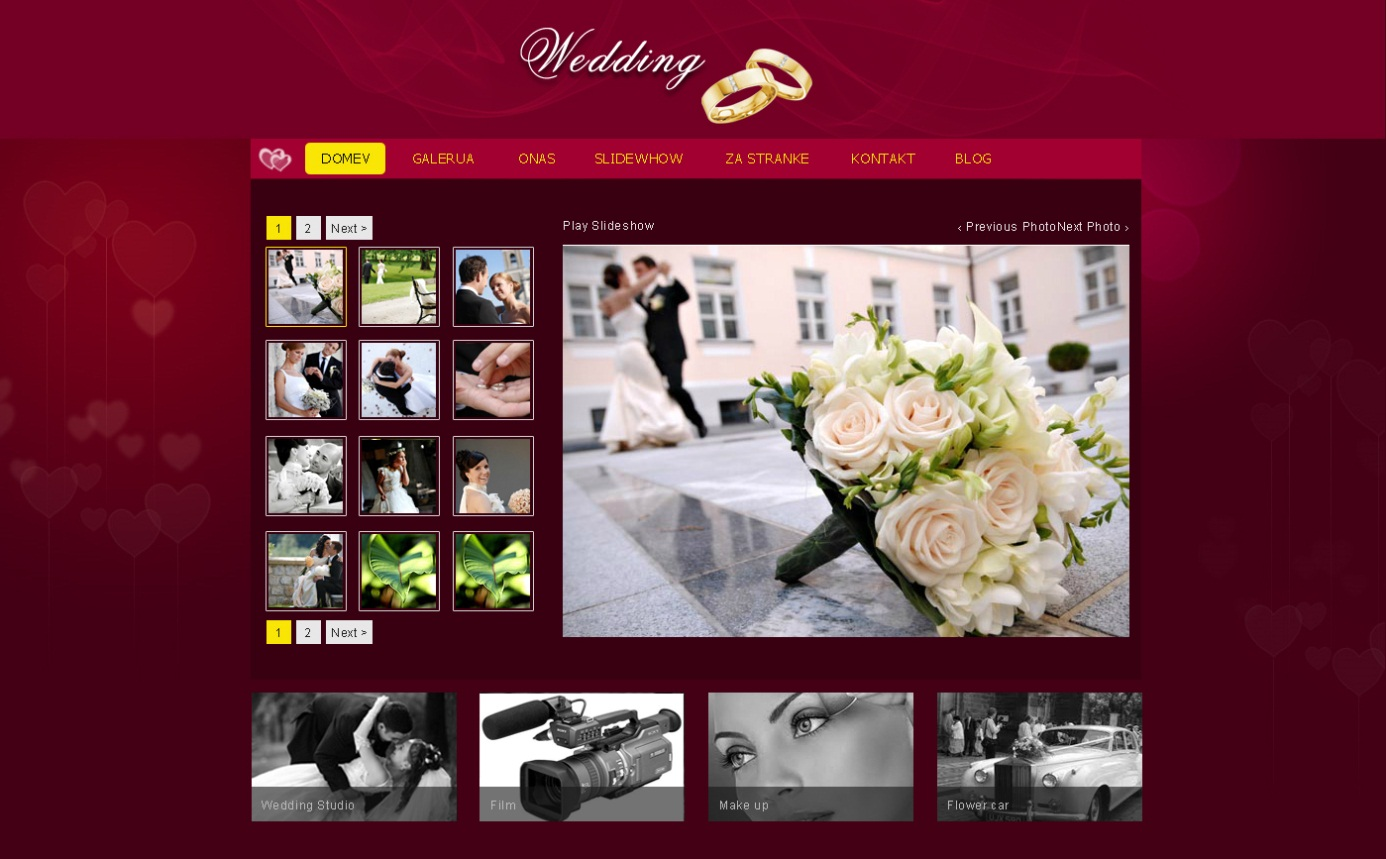 Wedding
DOMEV GALERUA ONAS SLIDEWHOW ZA STRANKE KONTAKT BLOG
1 2 Next >
Play Slideshow
‹ Previous PhotoNext Photo ›
1 2 Next >
Wedding Studio
Film
Make up
Flower car